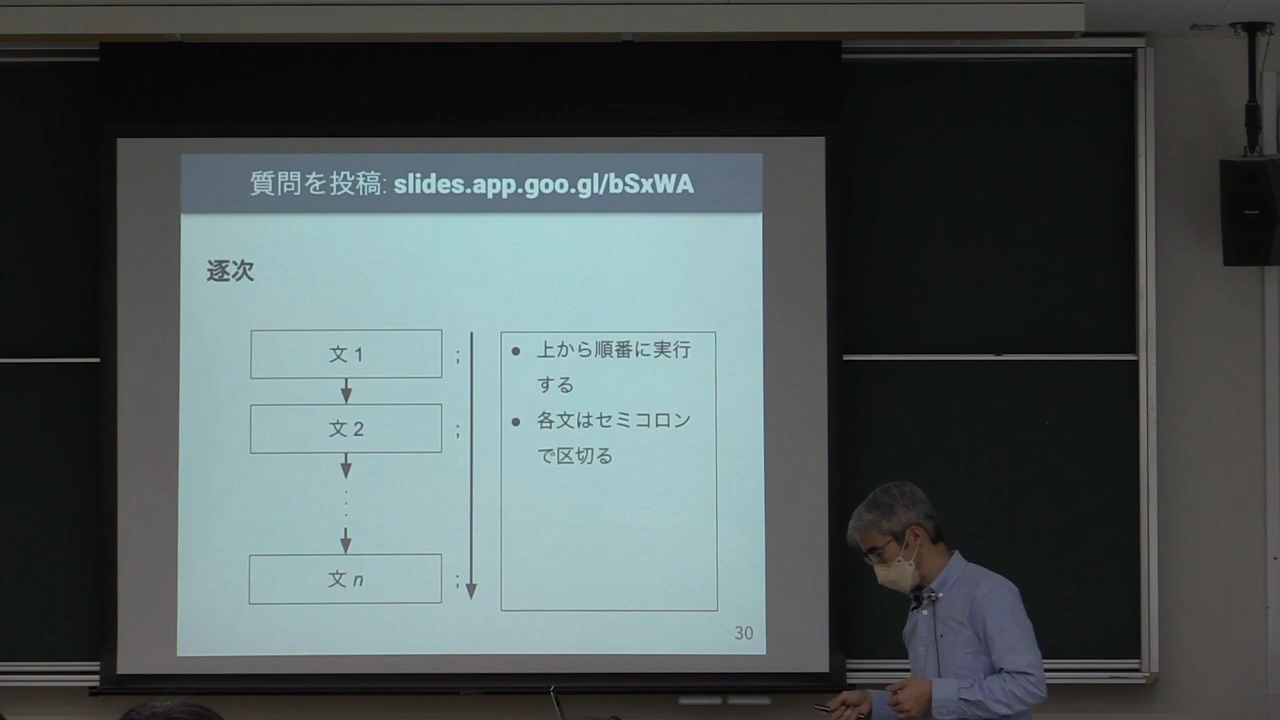 質問を投稿: slides.app.goo.gl/bSxWA
逐次
文 1 ;
文 2 ;
⋮
文 n ;
● 上から順番に実行
する
● 各文はセミコロン
で区切る
30